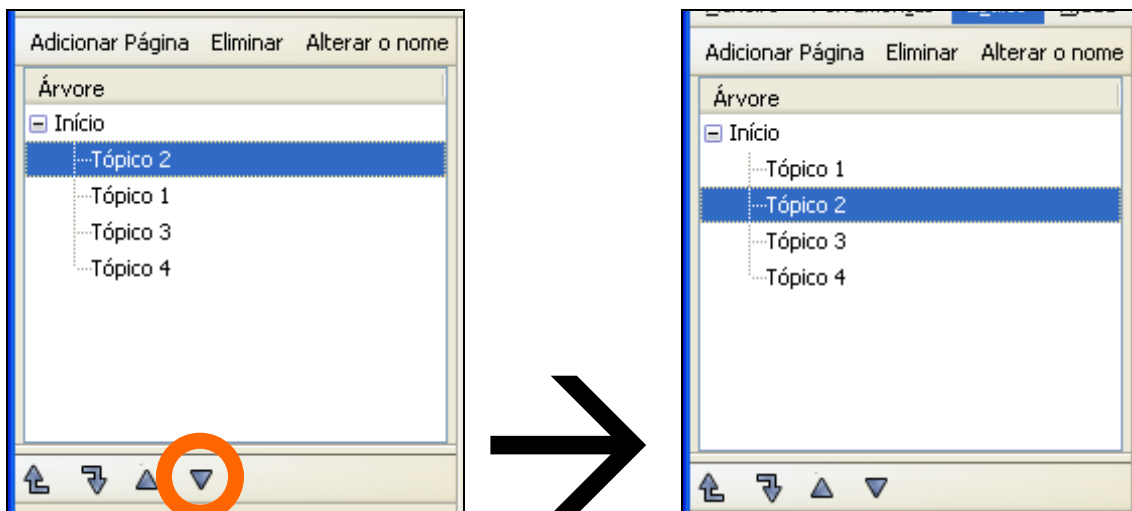 Adicionar Página Eliminar Alterar o nome
Árvore
Início
Tópico 2
Tópico 1
Tópico 3
Tópico 4
Adicionar Página Eliminar Alterar o nome
Árvore
Início
Tópico 1
Tópico 2
Tópico 3
Tópico 4